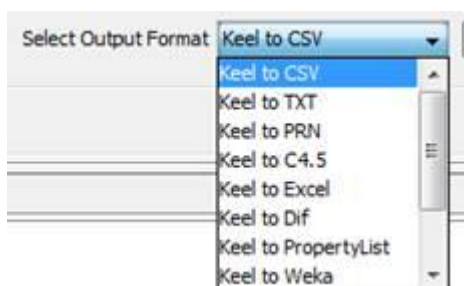 Select Output Format Keel to CSV
Keel to CSV
Keel to TXT
Keel to PRN
Keel to C4.5
Keel to Excel
Keel to Dif
Keel to PropertyList
Keel to Weka